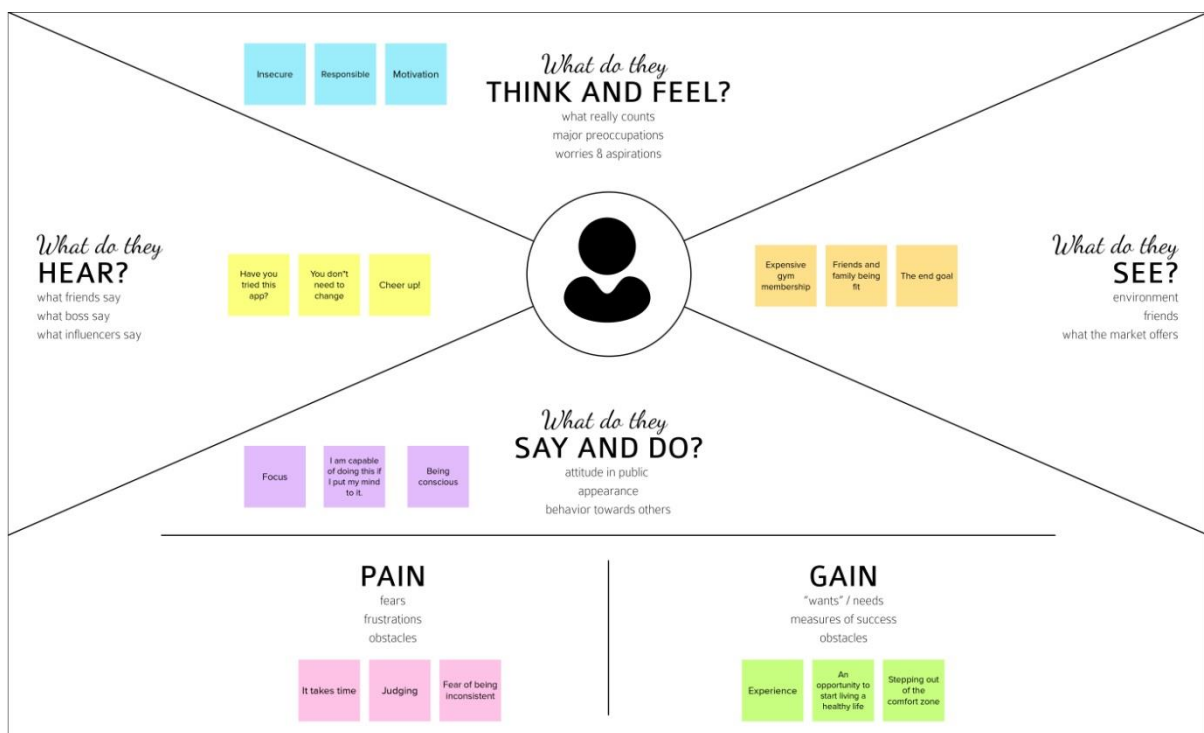 Insecure
Responsible
Motivation
What do they
THINK AND FEEL?
what really counts
major preoccupations
worries & aspirations
What do they
HEAR?
what friends say
what boss say
what influencers say
Have you
tried this
app?
You don"t
need to
change
Cheer up!
Expensive
gym
membership
Friends and
family being
fit
The end goal
What do they
SEE?
environment
friends
what the market offers
What do they
SAY AND DO?
attitude in public
appearance
behavior towards others
Focus
I am capable
of doing this if
I put my mind
to it.
Being
conscious
PAIN
fears
frustrations
obstacles
It takes time
Judging
Fear of being
inconsistent
GAIN
"wants" / needs
measures of success
obstacles
Experience
An
opportunity to
start living a
healthy life
Stepping out
of the
comfort zone